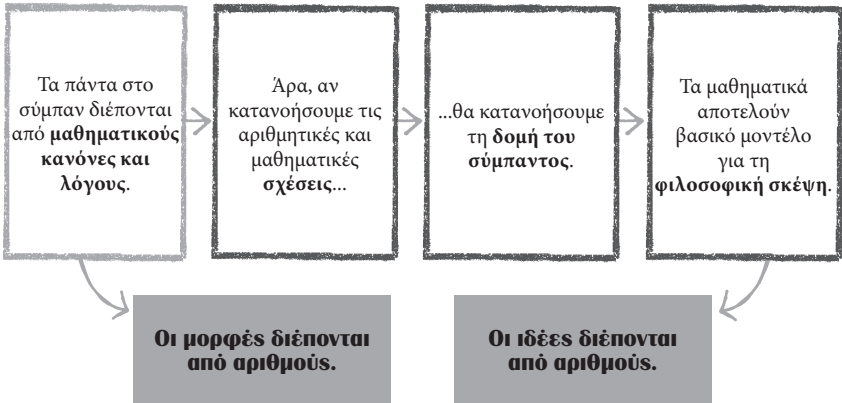 Τα πάντα στο
σύμπαν διέπονται
από μαθηματικούς
κανόνες και
λόγους.
Άρα, αν
κατανοήσουμε τις
αριθμητικές και
μαθηματικές
σχέσεις...
...θα κατανοήσουμε
τη δομή του
σύμπαντος.
Τα μαθηματικά
αποτελούν
βασικό μοντέλο
για τη
φιλοσοφική σκέψη.
Οι μορφές διέπονται
από αριθμούς.
Οι ιδέες διέπονται
από αριθμούς.